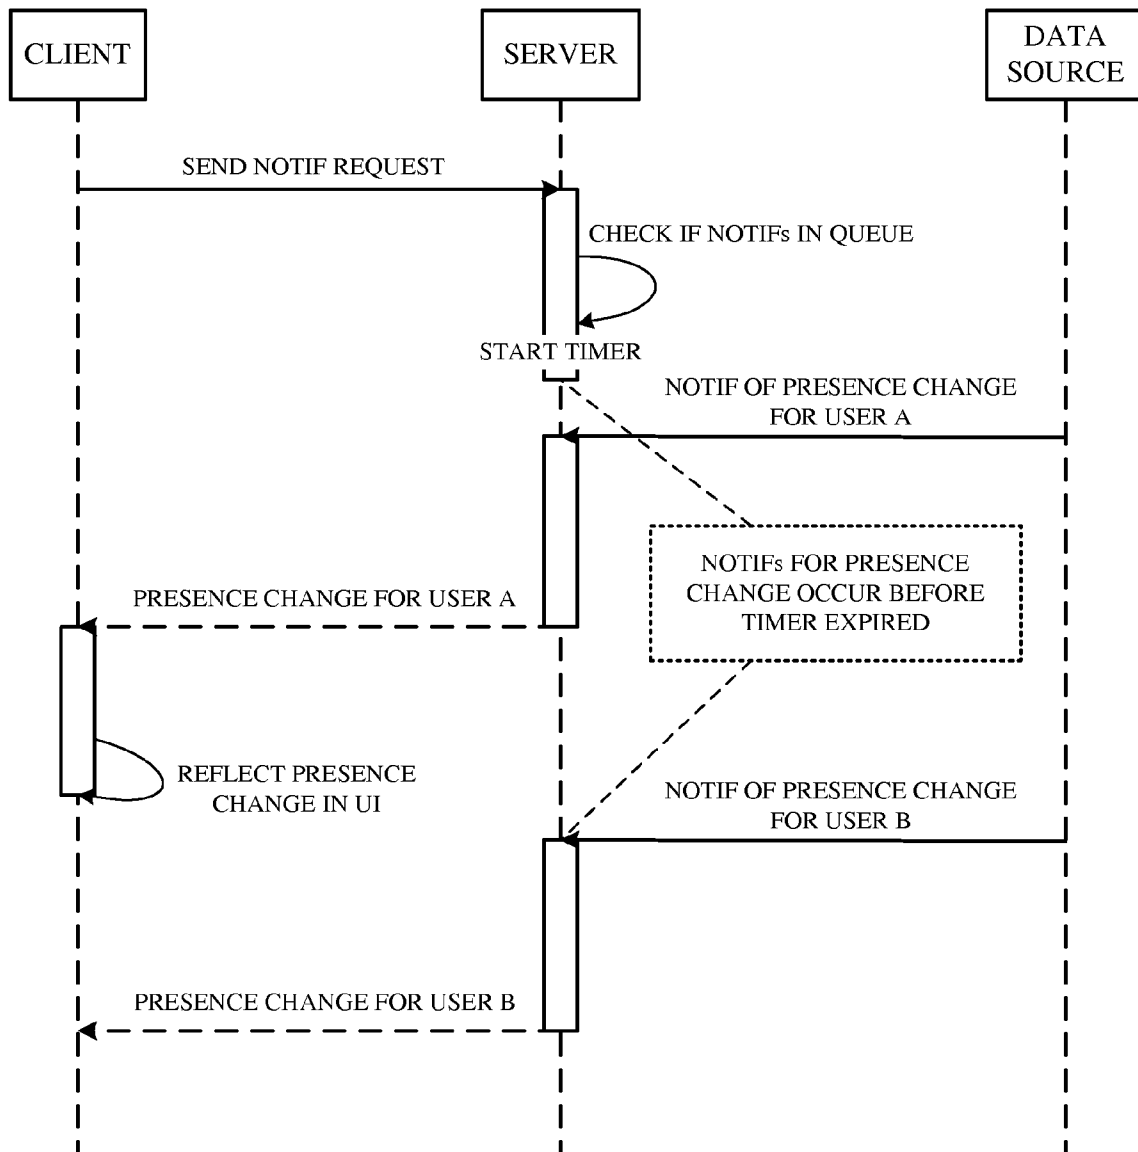 CLIENT
SERVER
DATA
SOURCE
SEND NOTIF REQUEST
CHECK IF NOTIFs IN QUEUE
START TIMER
NOTIF OF PRESENCE CHANGE
FOR USER A
NOTIFs FOR PRESENCE
CHANGE OCCUR BEFORE
TIMER EXPIRED
PRESENCE CHANGE FOR USER A
REFLECT PRESENCE
CHANGE IN UI
NOTIF OF PRESENCE CHANGE
FOR USER B
PRESENCE CHANGE FOR USER B